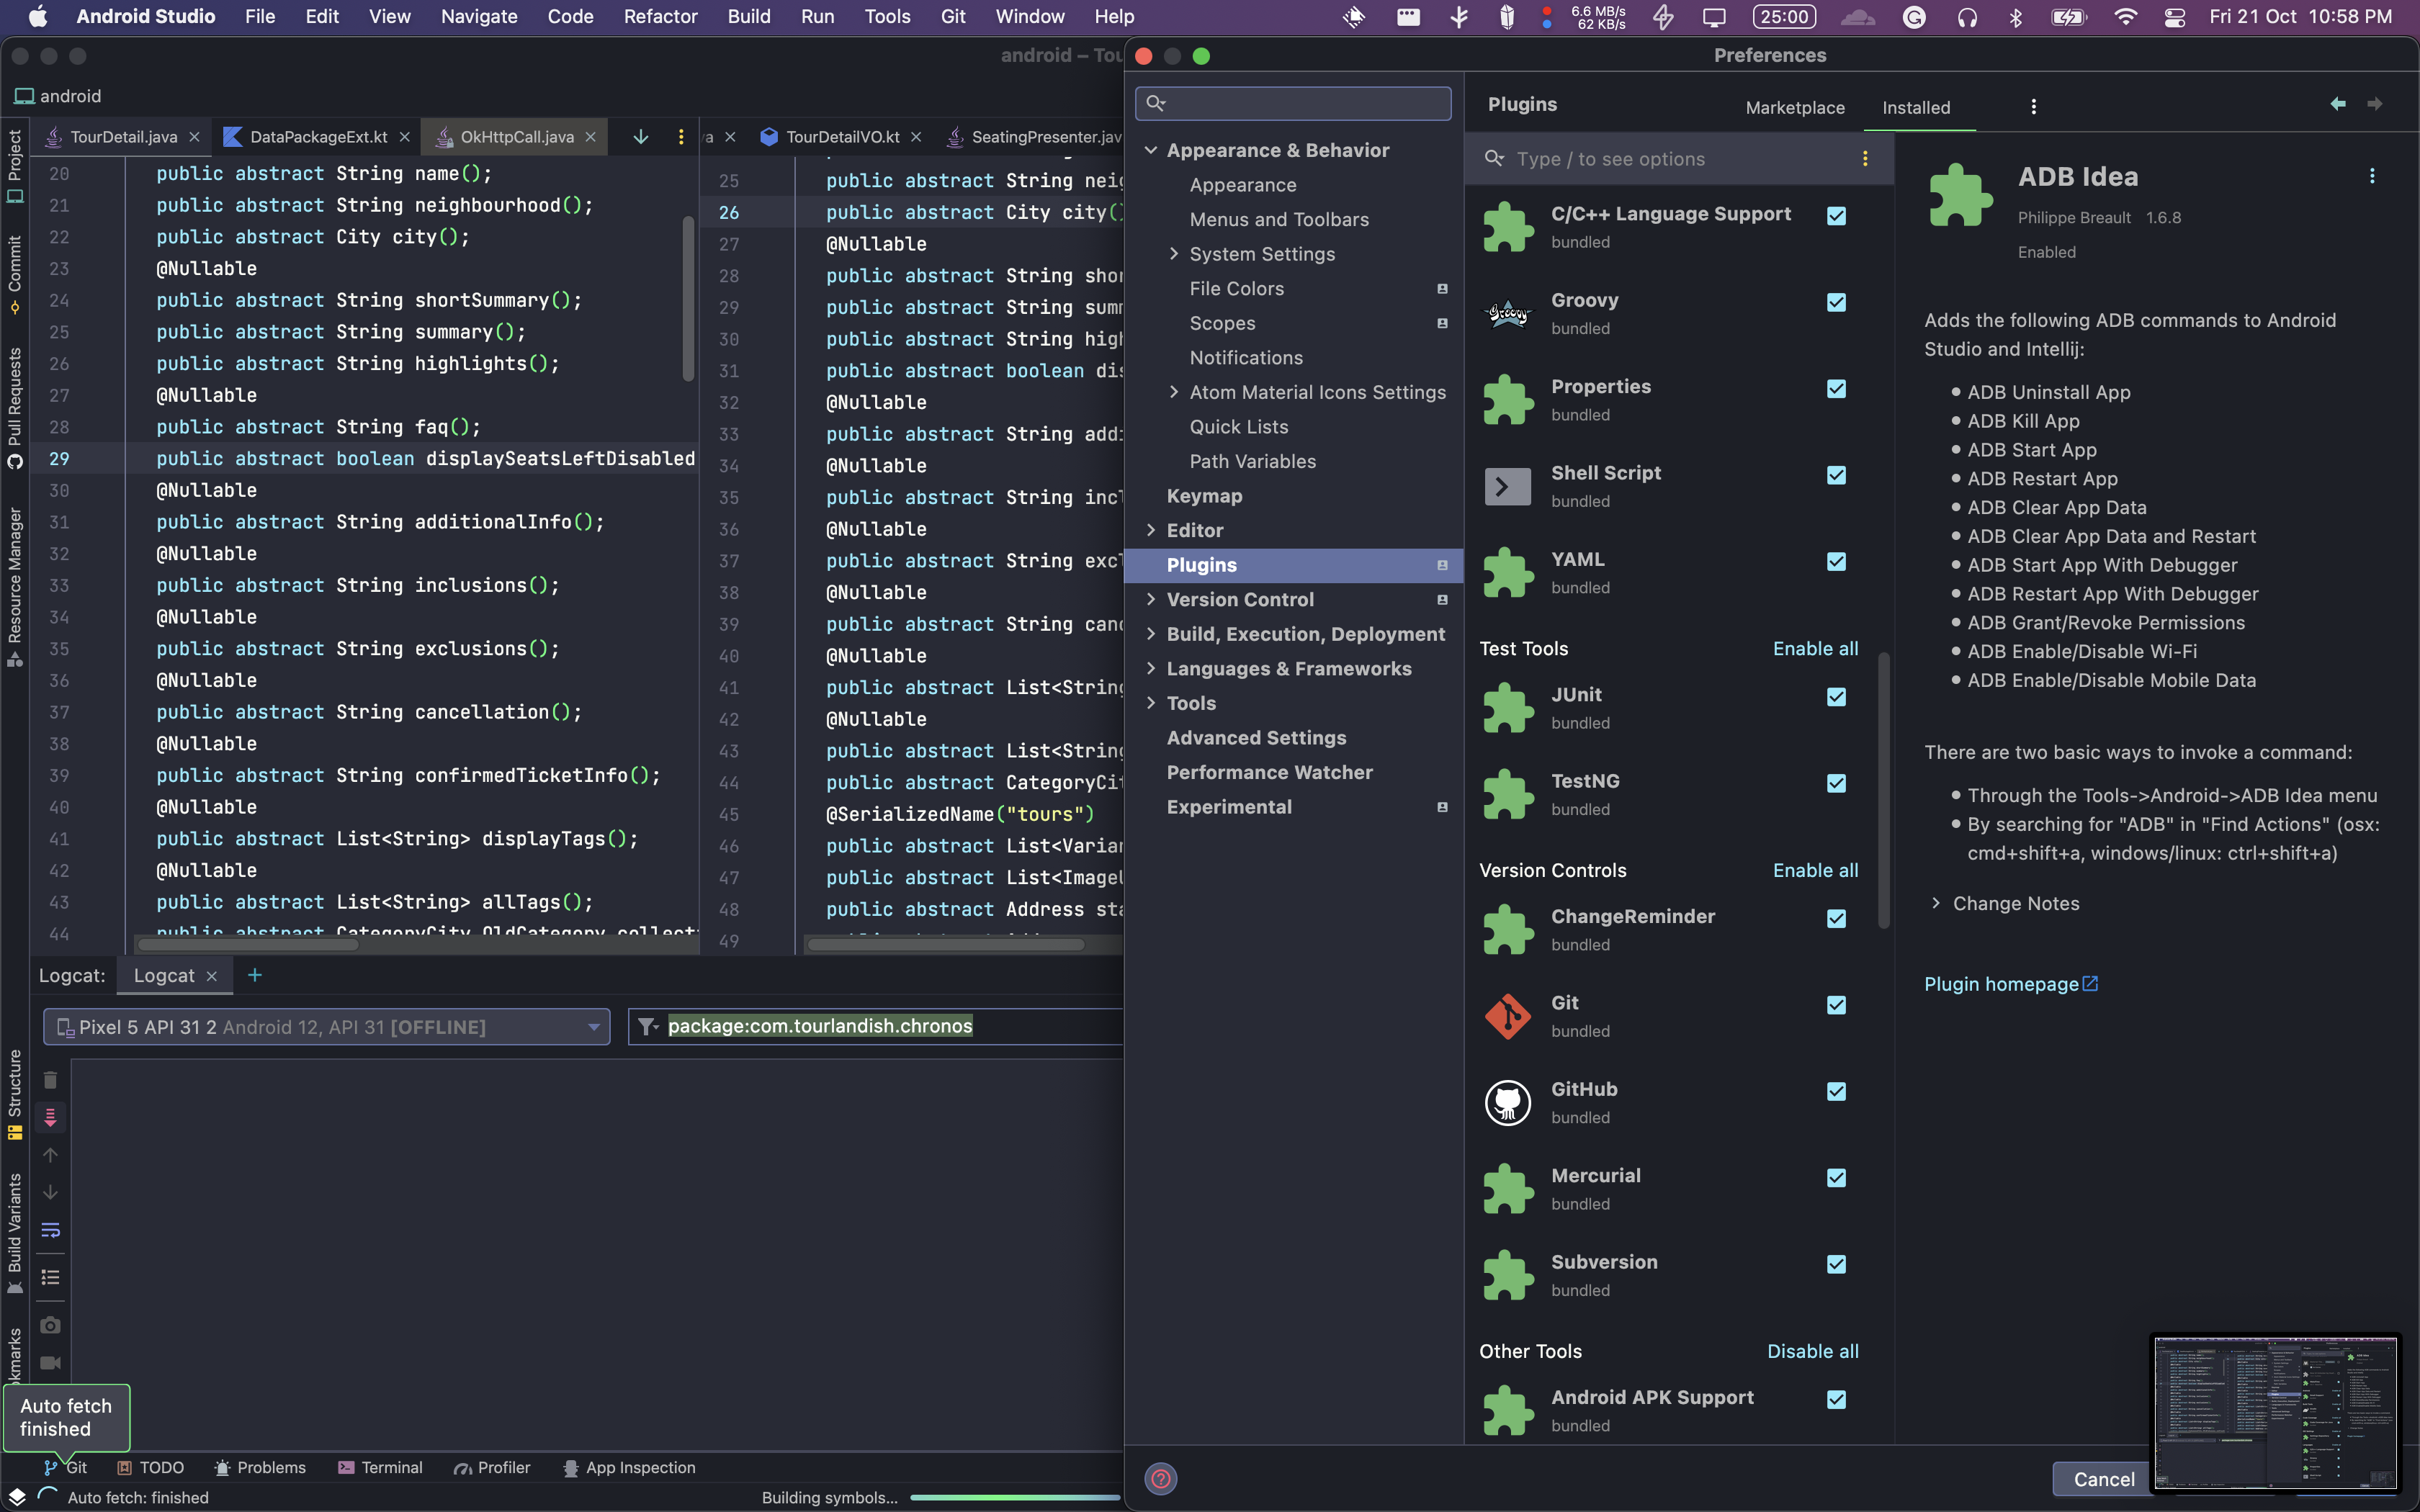 Android Studio File Edit View Navigate Code Refactor Build Run Tools Git Window Help
6.6 MB/s
62 KB/s
25:00
Fri 21 Oct 10:58 PM
android – Tou
android
TourDetail.java
DataPackageExt.kt
OkHttpCall.java
va
TourDetailVO.kt
SeatingPresenter.jav
Project
Commit
Pull Requests
Resource Manager
Structure
Build Variants
20 public abstract String name();
21 public abstract String neighbourhood();
22 public abstract City city();
23 @Nullable
24 public abstract String shortSummary();
25 public abstract String summary();
26 public abstract String highlights();
27 @Nullable
28 public abstract String faq();
29 public abstract boolean displaySeatsLeftDisabled
30 @Nullable
31 public abstract String additionalInfo();
32 @Nullable
33 public abstract String inclusions();
34 @Nullable
35 public abstract String exclusions();
36 @Nullable
37 public abstract String cancellation();
38 @Nullable
39 public abstract String confirmedTicketInfo();
40 @Nullable
41 public abstract List<String> displayTags();
42 @Nullable
43 public abstract List<String> allTags();
44 public abstract CategoryCity.OldCategory collect
25 public abstract String neig
26 public abstract City city()
27 @Nullable
28 public abstract String shor
29 public abstract String summ
30 public abstract String high
31 public abstract boolean dis
32 @Nullable
33 public abstract String addi
34 @Nullable
35 public abstract String incl
36 @Nullable
37 public abstract String excl
38 @Nullable
39 public abstract String canc
40 @Nullable
41 public abstract List<String
42 @Nullable
43 public abstract List<String
44 public abstract CategoryCit
45 @SerializedName("tours")
46 public abstract List<Varian
47 public abstract List<ImageU
48 public abstract Address sta
49
Logcat: Logcat
Pixel 5 API 31 2 Android 12, API 31 [OFFLINE]
package:com.tourlandish.chronos
Auto fetch
finished
Git TODO Problems Terminal Profiler App Inspection
Auto fetch: finished
Building symbols...
Preferences
Appearance & Behavior
Appearance
Menus and Toolbars
System Settings
File Colors
Scopes
Notifications
Atom Material Icons Settings
Quick Lists
Path Variables
Keymap
Editor
Plugins
Version Control
Build, Execution, Deployment
Languages & Frameworks
Tools
Advanced Settings
Performance Watcher
Experimental
Plugins Marketplace Installed
Type / to see options
C/C++ Language Support
bundled
Groovy
bundled
Properties
bundled
Shell Script
bundled
YAML
bundled
Test Tools Enable all
JUnit
bundled
TestNG
bundled
Version Controls Enable all
ChangeReminder
bundled
Git
bundled
GitHub
bundled
Mercurial
bundled
Subversion
bundled
Other Tools Disable all
Android APK Support
bundled
ADB Idea
Philippe Breault 1.6.8
Enabled
Adds the following ADB commands to Android
Studio and Intellij:
ADB Uninstall App
ADB Kill App
ADB Start App
ADB Restart App
ADB Clear App Data
ADB Clear App Data and Restart
ADB Start App With Debugger
ADB Restart App With Debugger
ADB Grant/Revoke Permissions
ADB Enable/Disable Wi-Fi
ADB Enable/Disable Mobile Data
There are two basic ways to invoke a command:
Through the Tools->Android->ADB Idea menu
By searching for "ADB" in "Find Actions" (osx:
cmd+shift+a, windows/linux: ctrl+shift+a)
Change Notes
Plugin homepage
Cancel